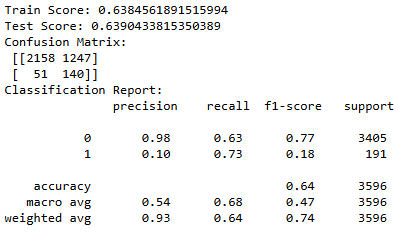 Train Score: 0.6384561891515994
Test Score: 0.6390433815350389
Confusion Matrix:
[[2158 1247]
[  51  140]]
Classification Report:
precision    recall  f1-score   support
0       0.98      0.63      0.77      3405
1       0.10      0.73      0.18       191
accuracy                           0.64      3596
macro avg       0.54      0.68      0.47      3596
weighted avg       0.93      0.64      0.74      3596